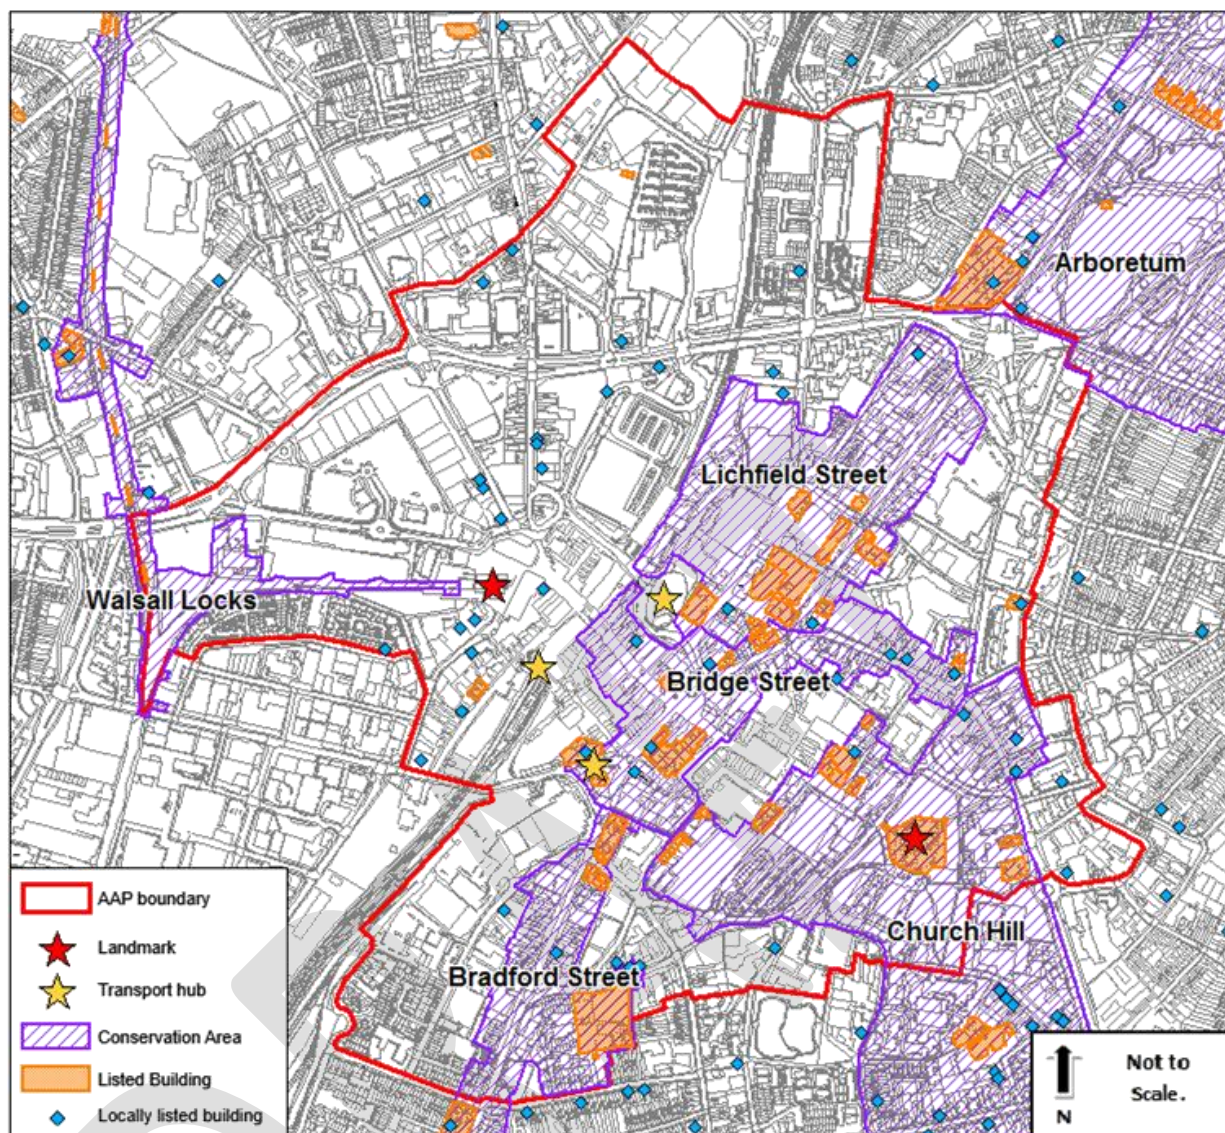 Arboretum
Lichfield Street
Walsall Locks
Bridge Street
Church Hill
Bradford Street
AAP boundary
Landmark
Transport hub
Conservation Area
Listed Building
Locally listed building
Not to
Scale.
N